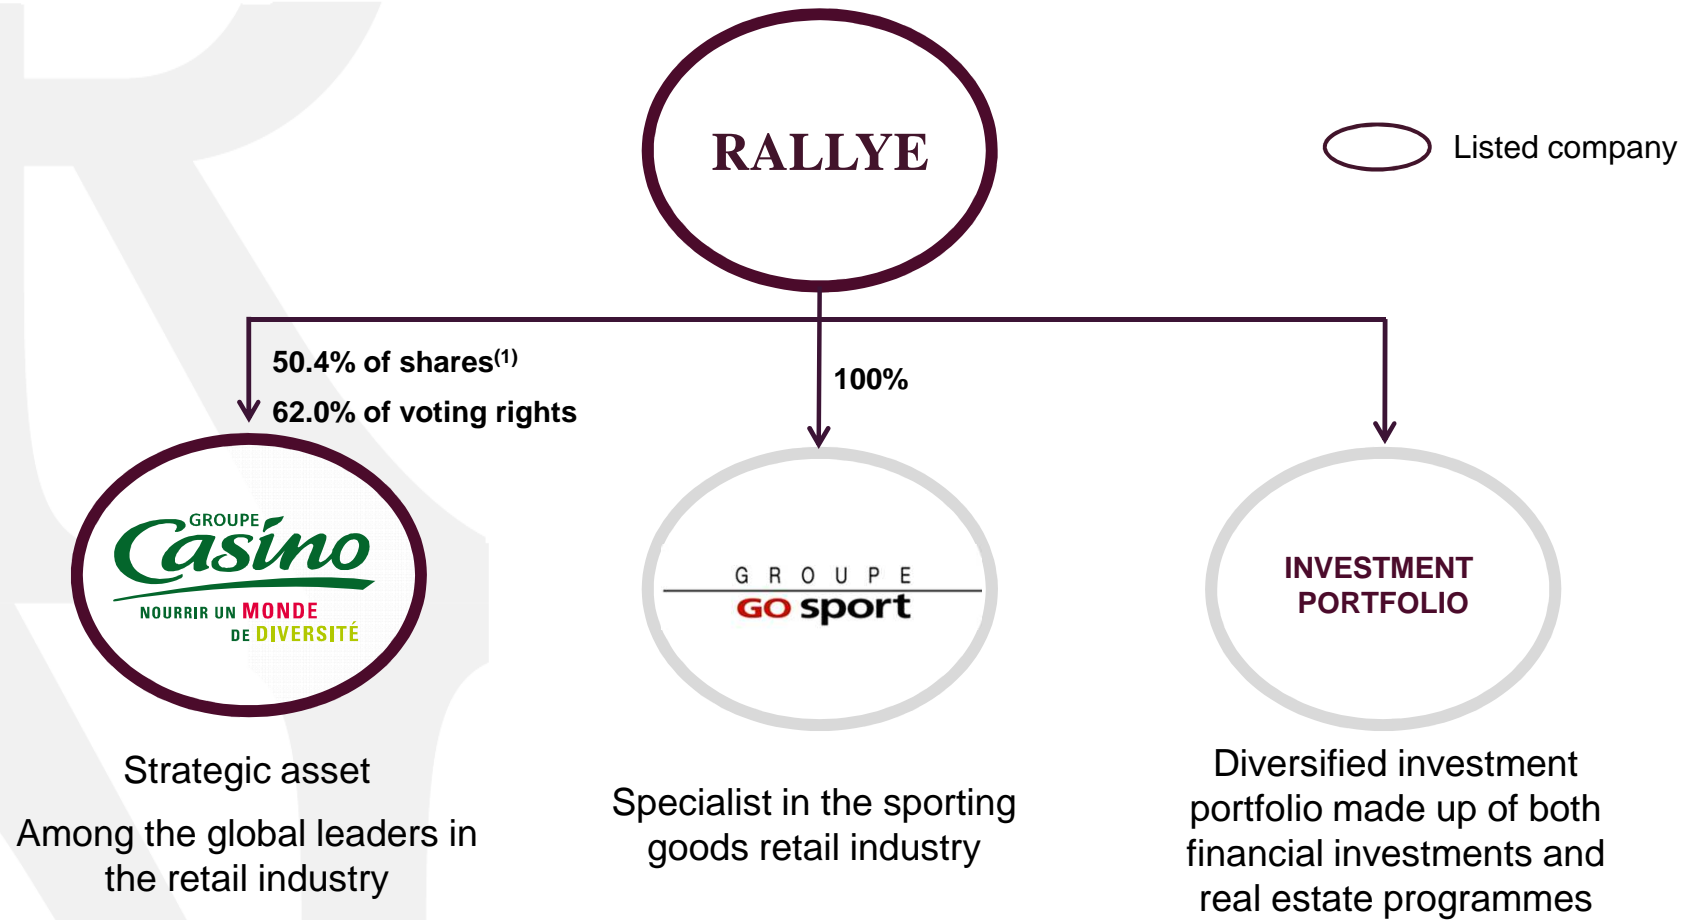 RALLYE
Listed company
50.4% of shares(1)
62.0% of voting rights
100%
GROUPE
Casino
NOURRIR UN MONDE
DE DIVERSITÉ
GROUPE
GO sport
INVESTMENT
PORTFOLIO
Strategic asset
Among the global leaders in
the retail industry
Specialist in the sporting
goods retail industry
Diversified investment
portfolio made up of both
financial investments and
real estate programmes